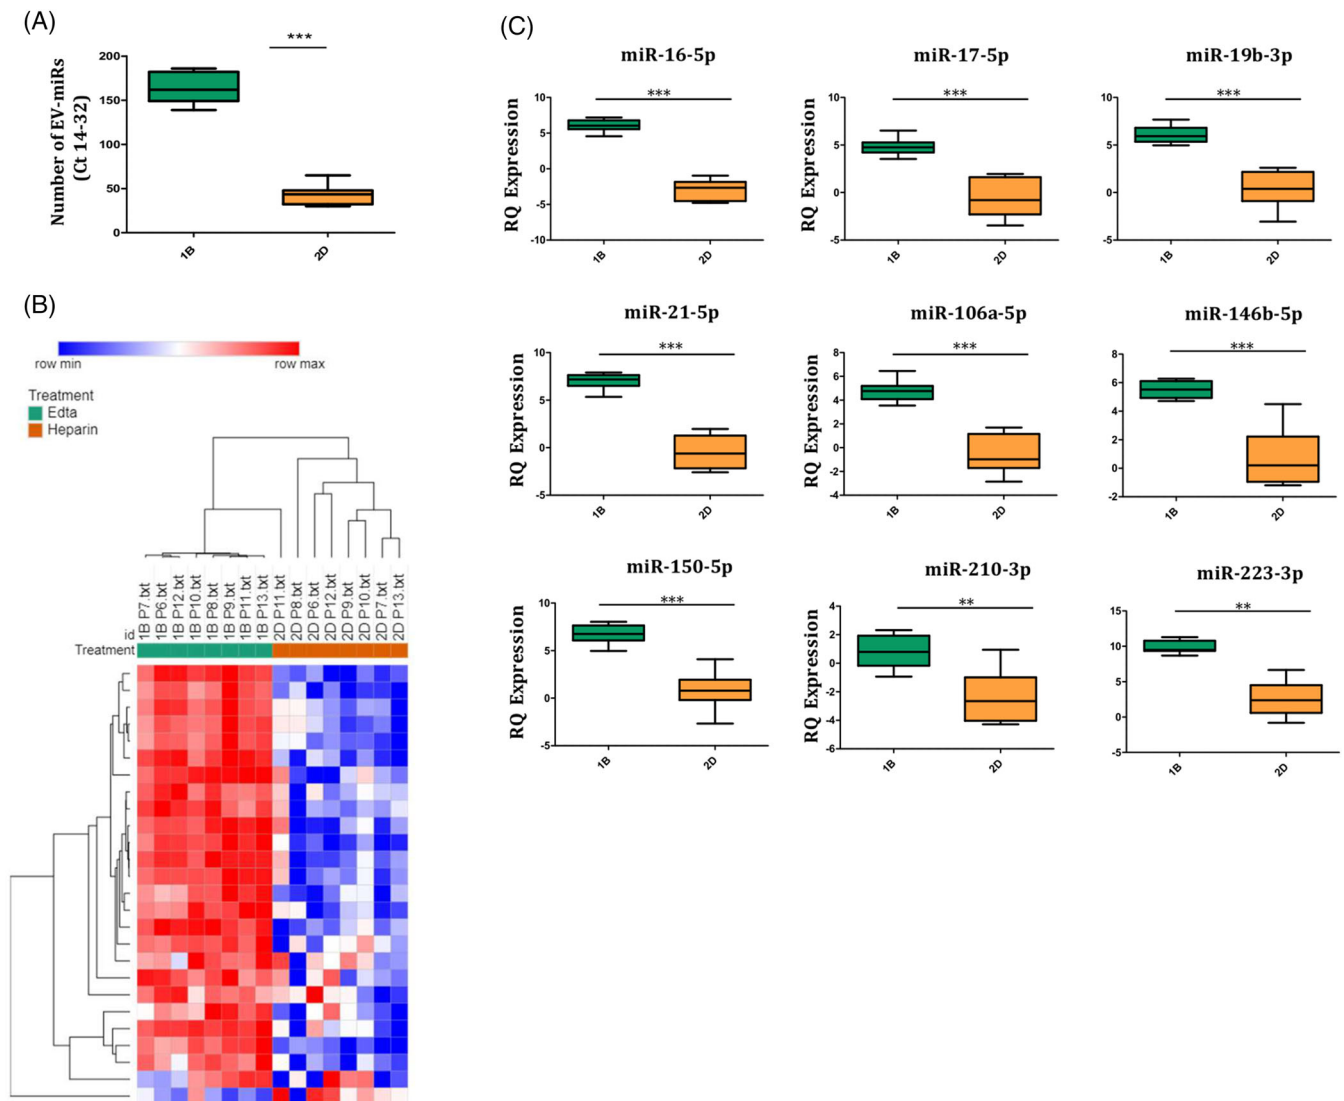 (A)
***
Number of EV-miRs
(Ct 14-32)
200
150
100
50
0
1B
2D
(B)
row min
row max
Treatment
Edta
Heparin
1B P7.txt
1B P6.txt
1B P12.txt
1B P10.txt
1B P8.txt
1B P9.txt
1B P11.txt
1B P13.txt
2D P11.txt
2D P8.txt
2D P6.txt
2D P12.txt
2D P9.txt
2D P10.txt
2D P7.txt
2D P13.txt
id
Treatment
(C)
miR-16-5p
***
RQ Expression
10
5
0
-5
-10
1B
2D
miR-17-5p
***
RQ Expression
10
5
0
-5
1B
2D
miR-19b-3p
***
10
5
0
-5
1B
2D
miR-21-5p
***
RQ Expression
10
5
0
-5
1B
2D
miR-106a-5p
***
RQ Expression
8
6
4
2
0
-2
-4
1B
2D
miR-146b-5p
***
8
6
4
2
0
-2
1B
2D
miR-150-5p
***
RQ Expression
10
5
0
-5
1B
2D
miR-210-3p
**
RQ Expression
4
2
0
-2
-4
-6
1B
2D
miR-223-3p
**
15
10
5
0
-5
1B
2D